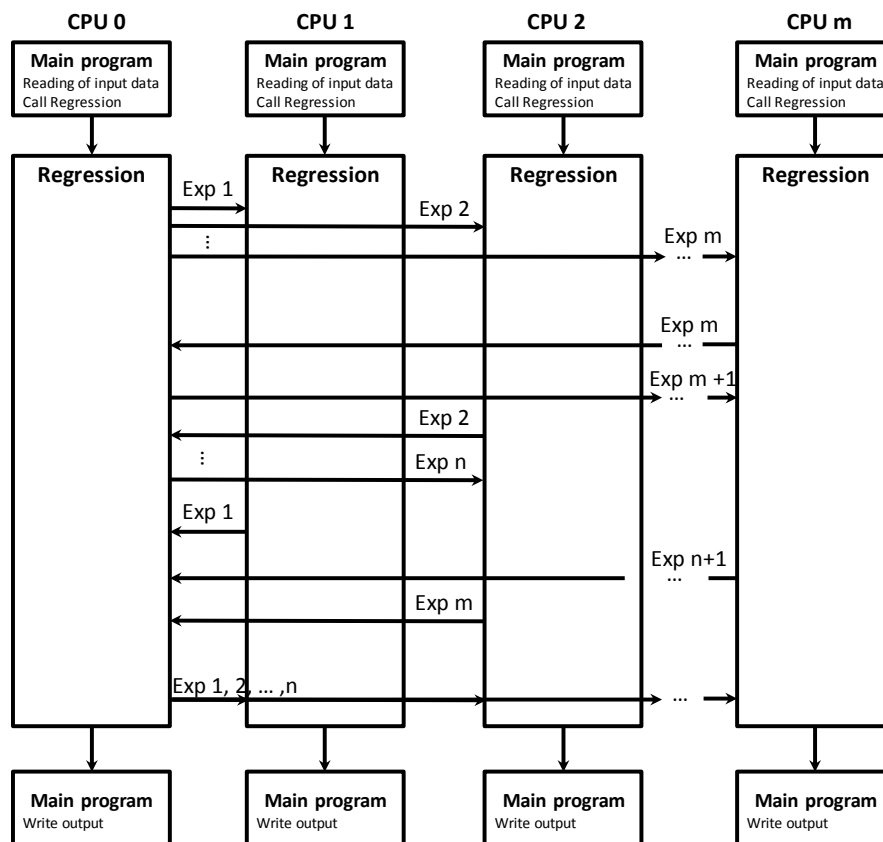 CPU 0 CPU 1 CPU 2 CPU m
Main program Main program Main program Main program
Reading of input data Reading of input data Reading of input data Reading of input data
Call Regression Call Regression Call Regression Call Regression
Regression Regression Regression Regression
Exp 1
Exp 2
...
Exp m
...
Exp m
...
Exp m +1
...
Exp 2
...
Exp n
Exp 1
Exp n+1
...
Exp m
Exp 1, 2, ... ,n
...
Main program Main program Main program Main program
Write output Write output Write output Write output